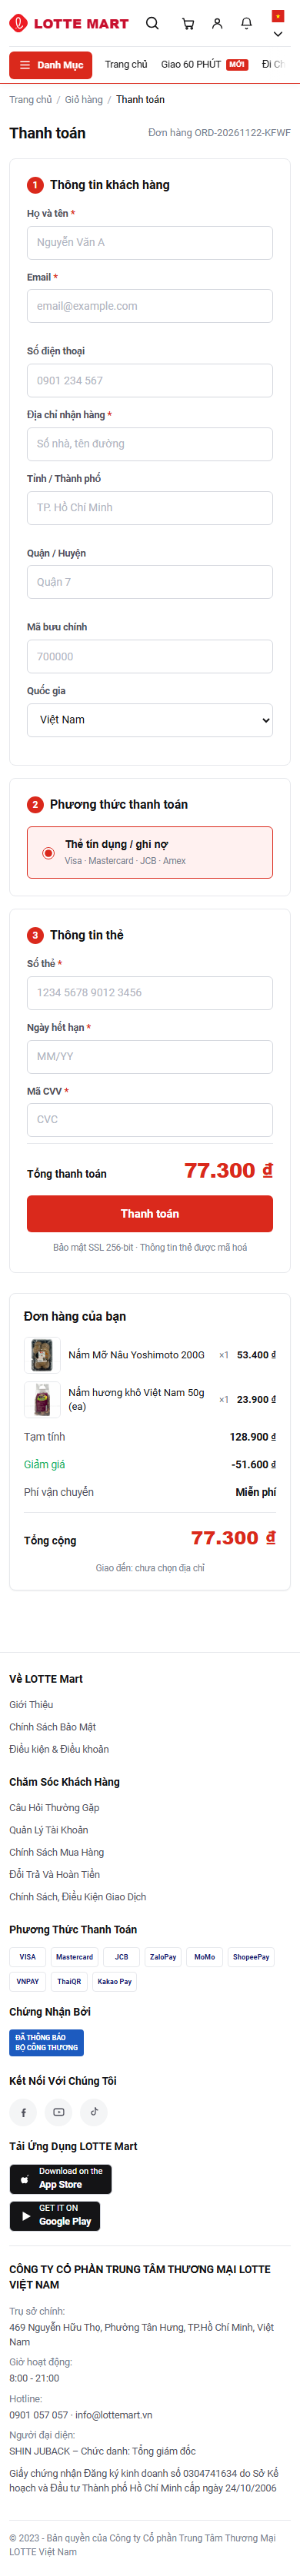 LOTTE MART
Danh Mục
Trang chủ
Giao 60 PHÚT
MỚI
Đi Ch
Trang chủ / Giỏ hàng / Thanh toán
Thanh toán
Đơn hàng ORD-20261122-KFWF
1 Thông tin khách hàng
Họ và tên *
Nguyễn Văn A
Email *
email@example.com
Số điện thoại
0901 234 567
Địa chỉ nhận hàng *
Số nhà, tên đường
Tỉnh / Thành phố
TP. Hồ Chí Minh
Quận / Huyện
Quận 7
Mã bưu chính
700000
Quốc gia
Việt Nam
2 Phương thức thanh toán
Thẻ tín dụng / ghi nợ
Visa · Mastercard · JCB · Amex
3 Thông tin thẻ
Số thẻ *
1234 5678 9012 3456
Ngày hết hạn *
MM/YY
Mã CVV *
CVC
Tổng thanh toán 77.300 ₫
Thanh toán
Bảo mật SSL 256-bit · Thông tin thẻ được mã hoá
Đơn hàng của bạn
Nấm Mỡ Nâu Yoshimoto 200G ×1 53.400 ₫
Nấm hương khô Việt Nam 50g
(ea) ×1 23.900 ₫
Tạm tính 128.900 ₫
Giảm giá -51.600 ₫
Phí vận chuyển Miễn phí
Tổng cộng 77.300 ₫
Giao đến: chưa chọn địa chỉ
Về LOTTE Mart
Giới Thiệu
Chính Sách Bảo Mật
Điều kiện & Điều khoản
Chăm Sóc Khách Hàng
Câu Hỏi Thường Gặp
Quản Lý Tài Khoản
Chính Sách Mua Hàng
Đổi Trả Và Hoàn Tiền
Chính Sách, Điều Kiện Giao Dịch
Phương Thức Thanh Toán
VISA Mastercard JCB ZaloPay MoMo ShopeePay
VNPAY ThaiQR Kakao Pay
Chứng Nhận Bởi
ĐÃ THÔNG BÁO
BỘ CÔNG THƯƠNG
Kết Nối Với Chúng Tôi
Tải Ứng Dụng LOTTE Mart
Download on the
App Store
GET IT ON
Google Play
CÔNG TY CỔ PHẦN TRUNG TÂM THƯƠNG MẠI LOTTE
VIỆT NAM
Trụ sở chính:
469 Nguyễn Hữu Thọ, Phường Tân Hưng, TP.Hồ Chí Minh, Việt
Nam
Giờ hoạt động:
8:00 - 21:00
Hotline:
0901 057 057 · info@lottemart.vn
Người đại diện:
SHIN JUBACK – Chức danh: Tổng giám đốc
Giấy chứng nhận Đăng ký kinh doanh số 0304741634 do Sở Kế
hoạch và Đầu tư Thành phố Hồ Chí Minh cấp ngày 24/10/2006
© 2023 - Bản quyền của Công ty Cổ phần Trung Tâm Thương Mại
LOTTE Việt Nam